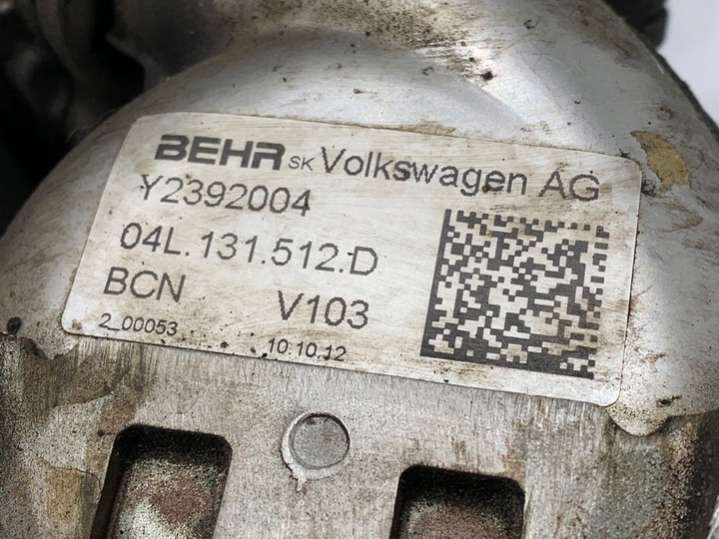 BEHR SK Volkswagen AG
Y2392004
04L.131.512.D
BCN V103
2_00053 10.10.12